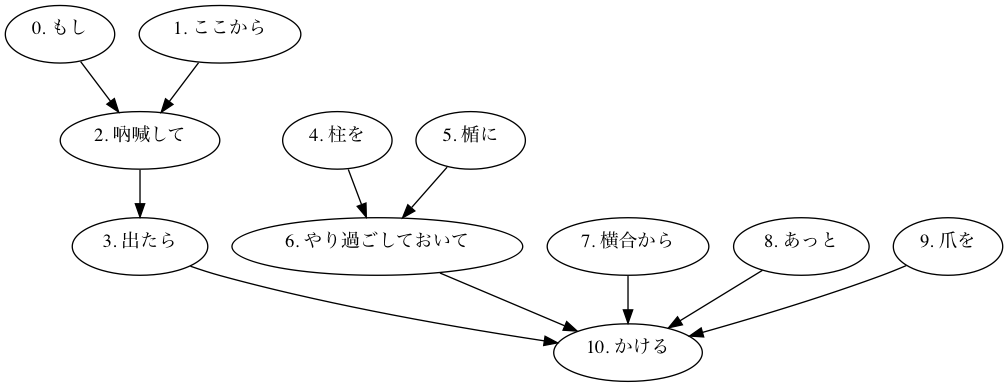 0. もし
1. ここから
2. 吶喊して
4. 柱を
5. 楯に
3. 出たら
6. やり過ごしておいて
7. 横合から
8. あっと
9. 爪を
10. かける